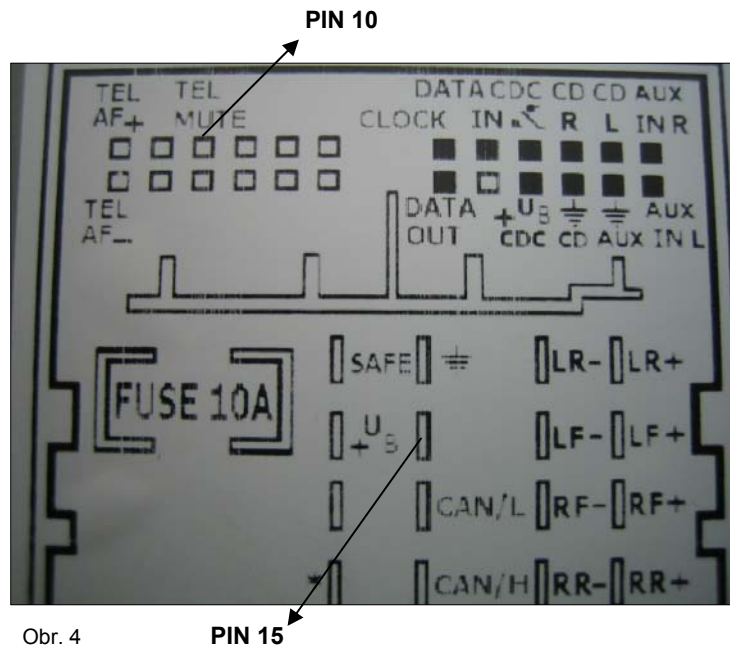 PIN 10
TEL TEL DATA CDC CD CD AUX
AF+ MUTE CLOCK IN R L IN R
TEL DATA +UB AUX
AF- OUT CDC CD AUX IN L
SAFE LR- LR+
FUSE 10A
+UB LF- LF+
CAN/L RF- RF+
* CAN/H RR- RR+
Obr. 4 PIN 15